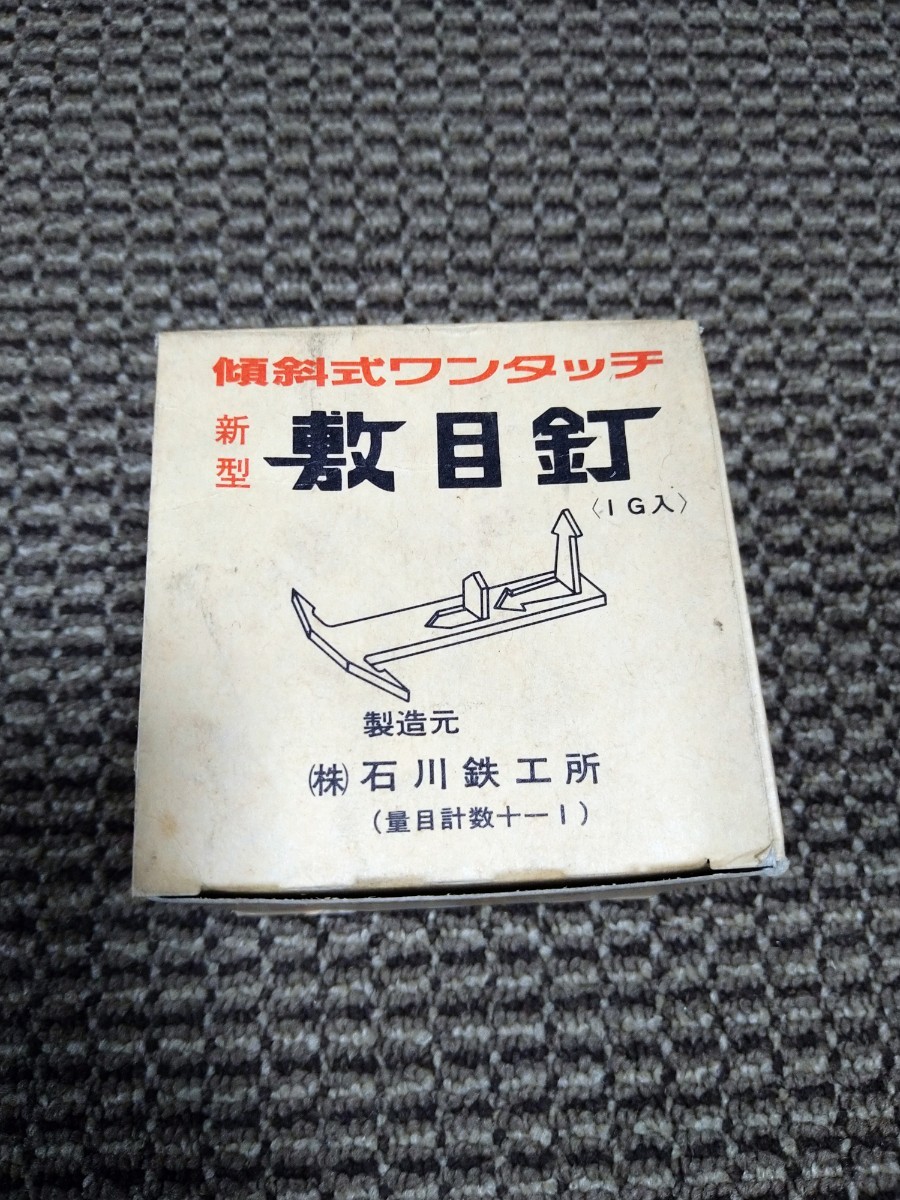 傾斜式ワンタッチ
新型
敷目釘
〈1G入〉
製造元
㈱石川鉄工所
(量目計数十一1)